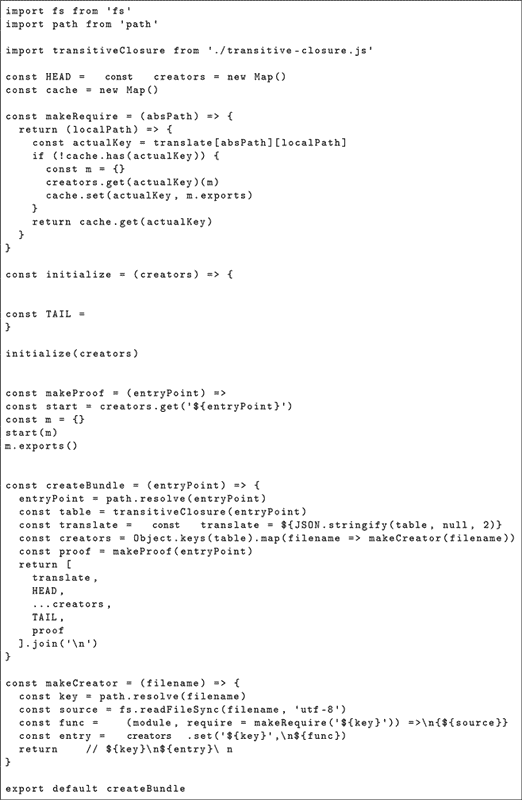 import fs from 'fs'
import path from 'path'
import transitiveClosure from './transitive-closure.js'
const HEAD =   const   creators = new Map()
const cache = new Map()
const makeRequire = (absPath) => {
  return (localPath) => {
    const actualKey = translate[absPath][localPath]
    if (!cache.has(actualKey)) {
      const m = {}
      creators.get(actualKey)(m)
      cache.set(actualKey, m.exports)
    }
    return cache.get(actualKey)
  }
}
const initialize = (creators) => {
const TAIL =
}
initialize(creators)
const makeProof = (entryPoint) =>
const start = creators.get('${entryPoint}')
const m = {}
start(m)
m.exports()
const createBundle = (entryPoint) => {
  entryPoint = path.resolve(entryPoint)
  const table = transitiveClosure(entryPoint)
  const translate =   const   translate = ${JSON.stringify(table, null, 2)}
  const creators = Object.keys(table).map(filename => makeCreator(filename))
  const proof = makeProof(entryPoint)
  return [
    translate,
    HEAD,
    ...creators,
    TAIL,
    proof
  ].join('\n')
}
const makeCreator = (filename) => {
  const key = path.resolve(filename)
  const source = fs.readFileSync(filename, 'utf-8')
  const func =    (module, require = makeRequire('${key}')) =>\n{${source}}
  const entry =    creators  .set('${key}',\n${func})
  return    // ${key}\n${entry}\ n
}
export default createBundle